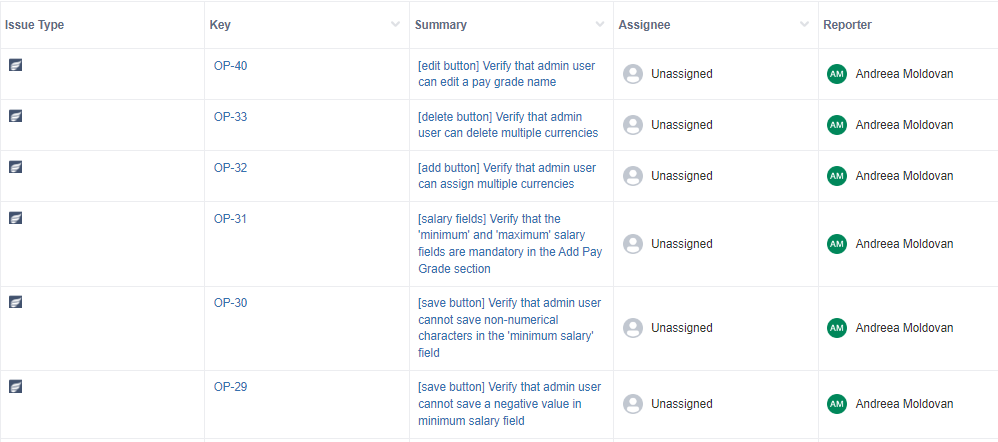 Issue Type Key Summary Assignee Reporter
OP-40 [edit button] Verify that admin user Unassigned AM Andreea Moldovan
can edit a pay grade name
OP-33 [delete button] Verify that admin Unassigned AM Andreea Moldovan
user can delete multiple currencies
OP-32 [add button] Verify that admin user Unassigned AM Andreea Moldovan
can assign multiple currencies
OP-31 [salary fields] Verify that the
'minimum' and 'maximum' salary Unassigned AM Andreea Moldovan
fields are mandatory in the Add Pay
Grade section
OP-30 [save button] Verify that admin user
cannot save non-numerical Unassigned AM Andreea Moldovan
characters in the 'minimum salary'
field
OP-29 [save button] Verify that admin user
cannot save a negative value in Unassigned AM Andreea Moldovan
minimum salary field